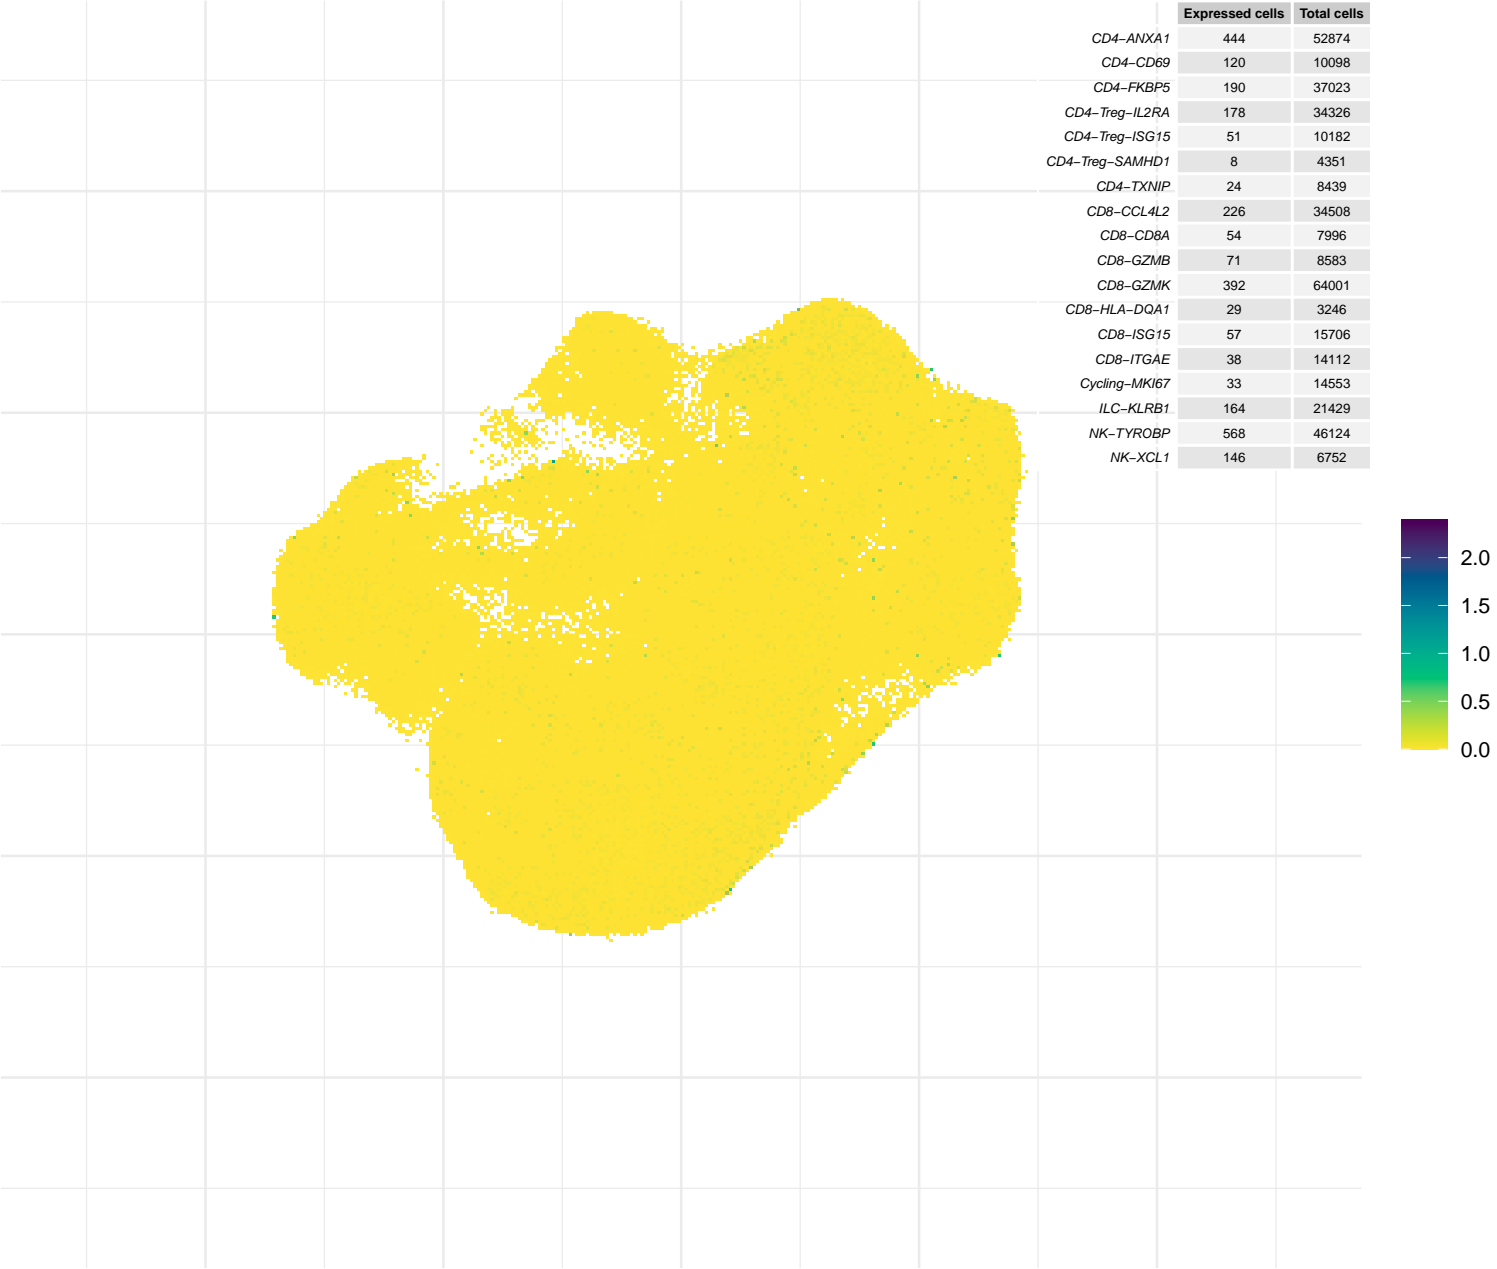 Expressed cells Total cells
CD4−ANXA1 444 52874
CD4−CD69 120 10098
CD4−FKBP5 190 37023
CD4−Treg−IL2RA 178 34326
CD4−Treg−ISG15 51 10182
CD4−Treg−SAMHD1 8 4351
CD4−TXNIP 24 8439
CD8−CCL4L2 226 34508
CD8−CD8A 54 7996
CD8−GZMB 71 8583
CD8−GZMK 392 64001
CD8−HLA−DQA1 29 3246
CD8−ISG15 57 15706
CD8−ITGAE 38 14112
Cycling−MKI67 33 14553
ILC−KLRB1 164 21429
NK−TYROBP 568 46124
NK−XCL1 146 6752
2.0
1.5
1.0
0.5
0.0